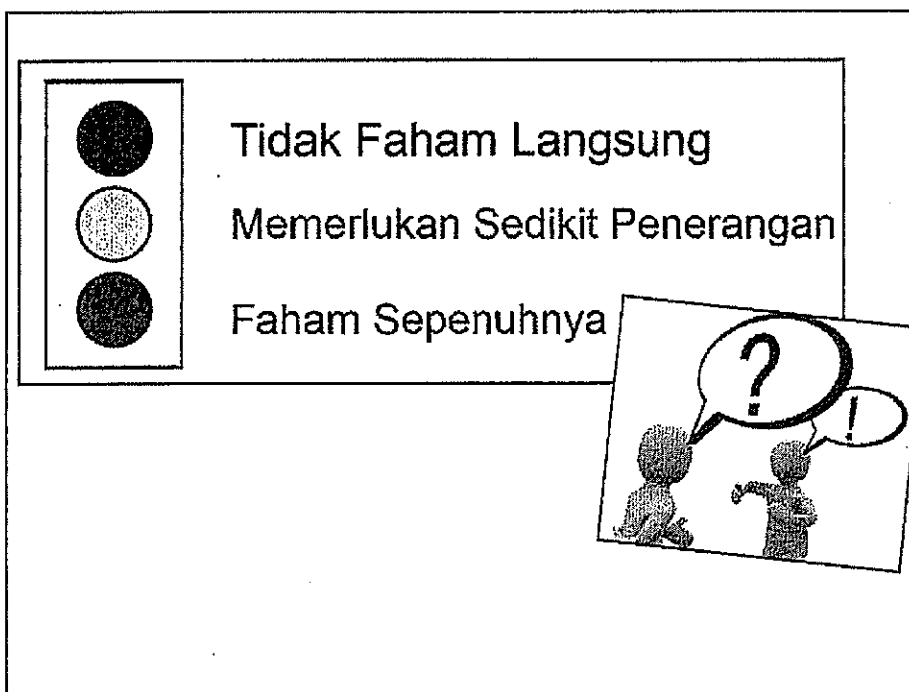 Tidak Faham Langsung
Memerlukan Sedikit Penerangan
Faham Sepenuhnya
?
!